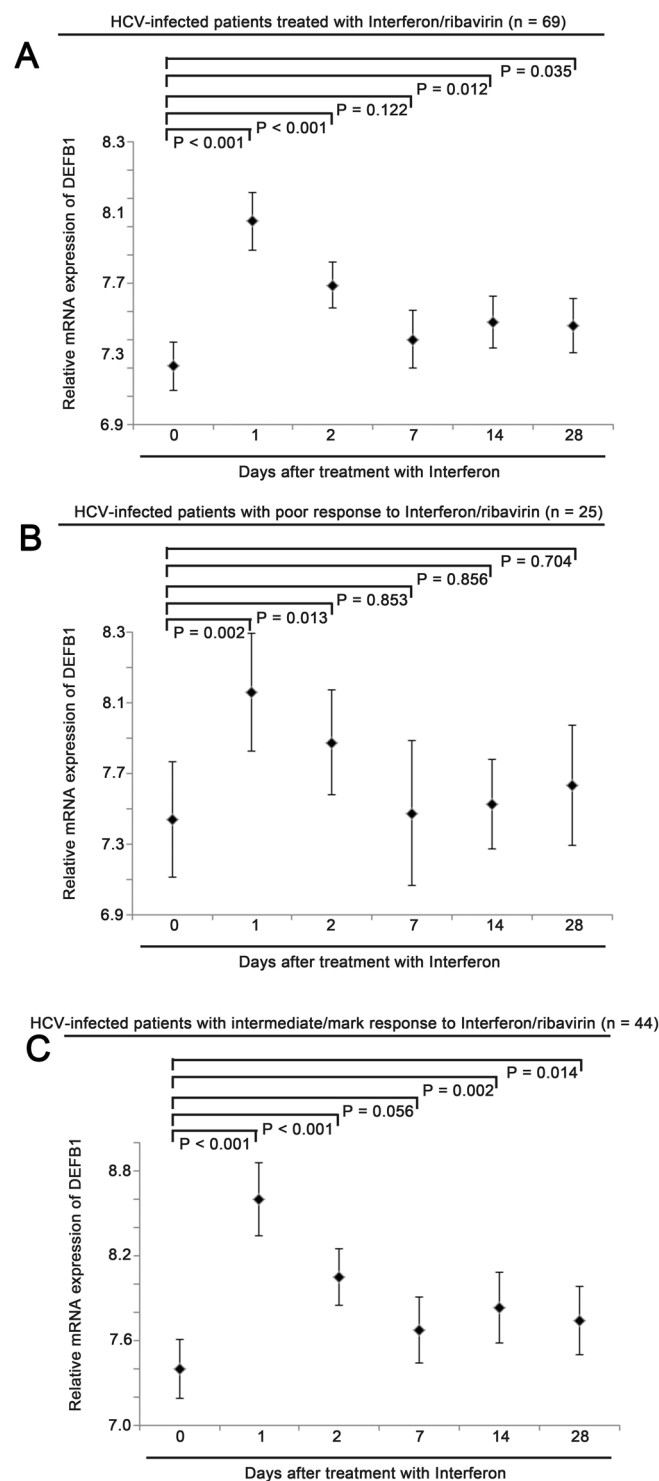 HCV-infected patients treated with Interferon/ribavirin (n = 69)
A
P = 0.035
P = 0.012
P = 0.122
P < 0.001
P < 0.001
Relative mRNA expression of DEFB1
8.3
8.1
7.7
7.3
6.9
0 1 2 7 14 28
Days after treatment with Interferon
HCV-infected patients with poor response to Interferon/ribavirin (n = 25)
B
P = 0.704
P = 0.856
P = 0.853
P = 0.013
P = 0.002
Relative mRNA expression of DEFB1
8.3
8.1
7.7
7.3
6.9
0 1 2 7 14 28
Days after treatment with Interferon
HCV-infected patients with intermediate/mark response to Interferon/ribavirin (n = 44)
C
P = 0.014
P = 0.002
P = 0.056
P < 0.001
P < 0.001
Relative mRNA expression of DEFB1
8.8
8.2
7.6
7.0
0 1 2 7 14 28
Days after treatment with Interferon